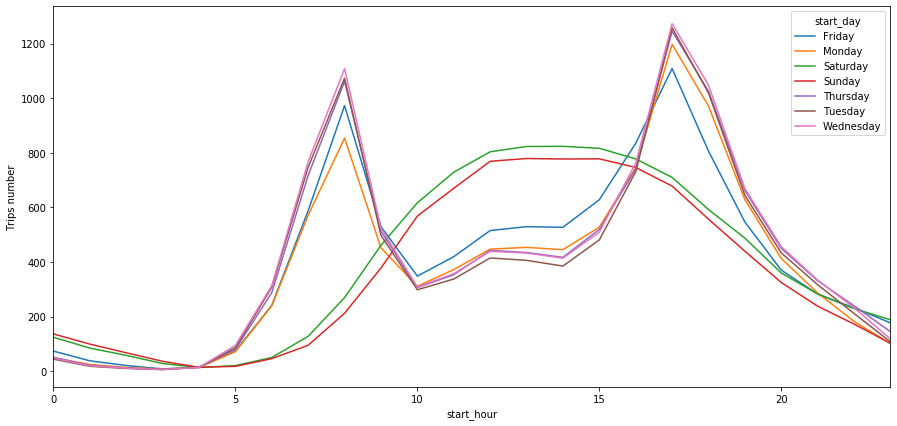 start_day
Friday
Monday
Saturday
Sunday
Thursday
Tuesday
Wednesday
Trips number
1200
1000
800
600
400
200
0
0 5 10 15 20
start_hour